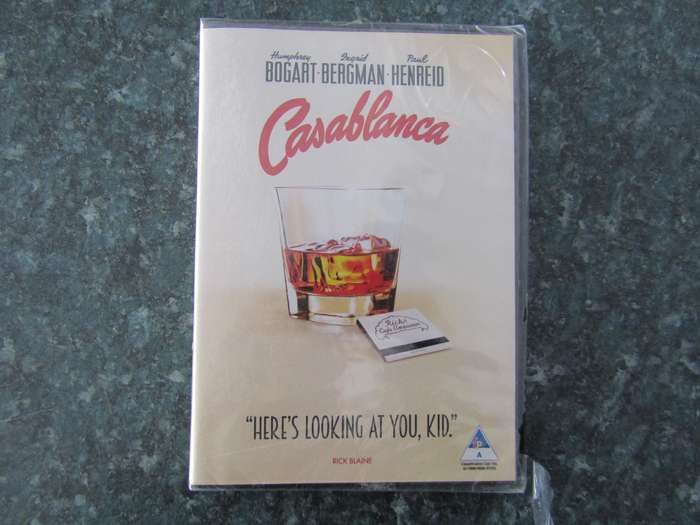 Humphrey Ingrid Paul
BOGART · BERGMAN · HENREID
Casablanca
Rick's
Café Américain
"HERE'S LOOKING AT YOU, KID."
RICK BLAINE
A